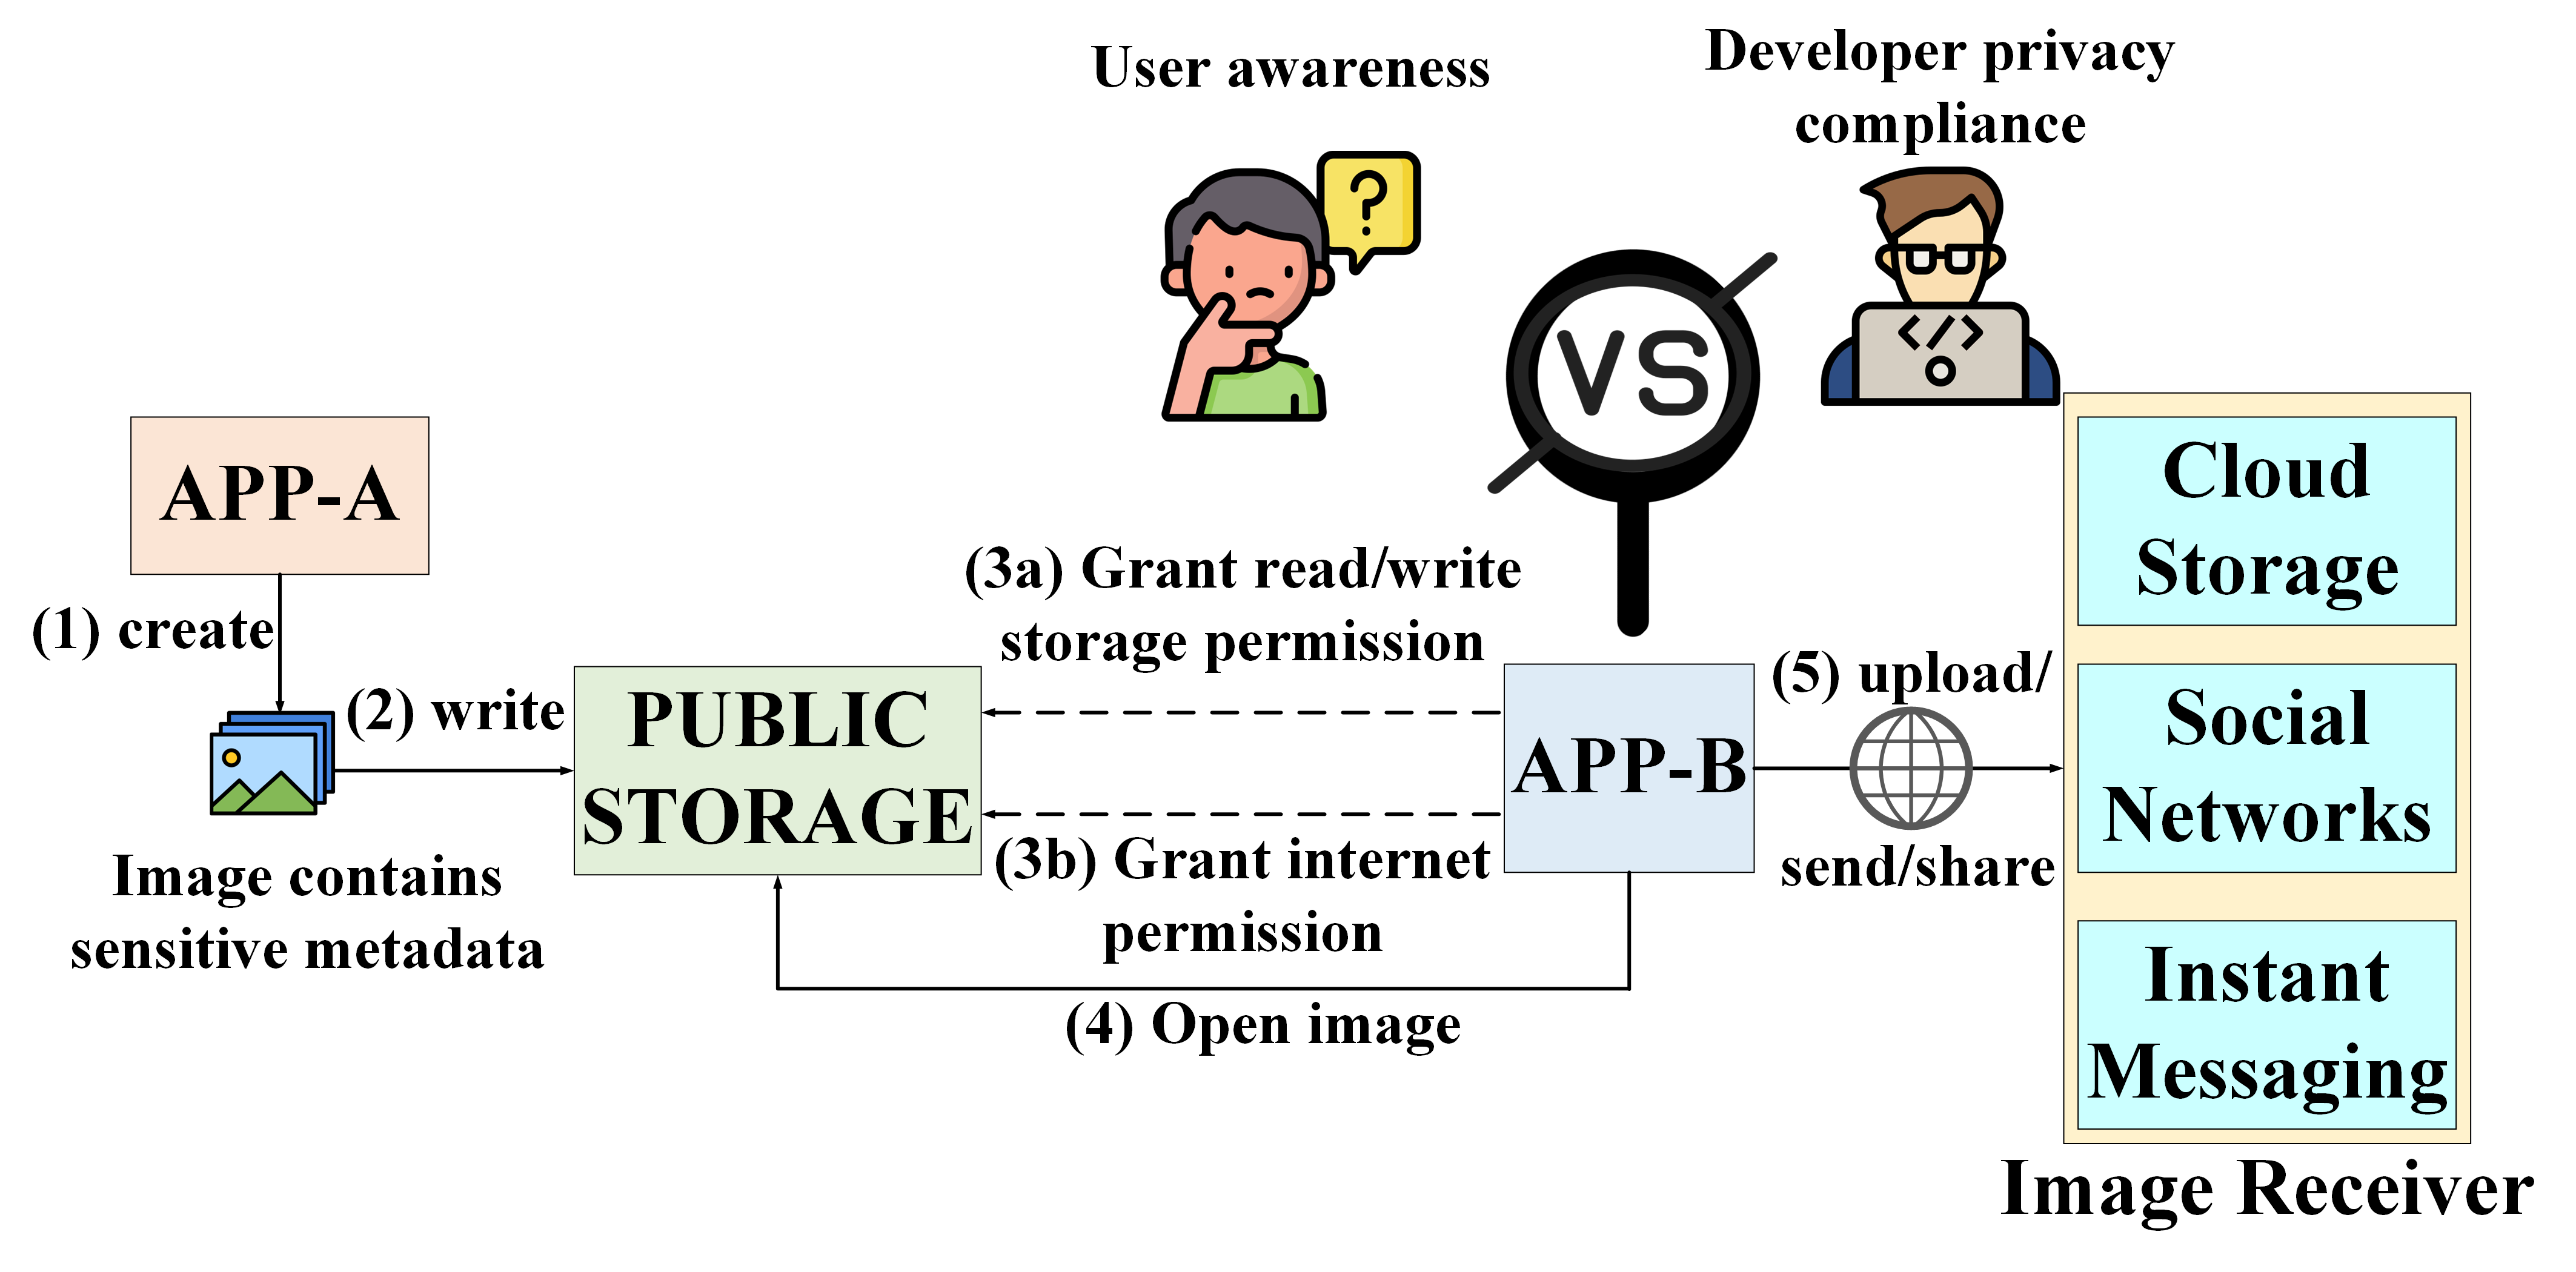 User awareness
Developer privacy
compliance
?
VS
</>
APP-A
(1) create
(2) write
Image contains
sensitive metadata
PUBLIC
STORAGE
(3a) Grant read/write
storage permission
(3b) Grant internet
permission
(4) Open image
APP-B
(5) upload/
send/share
Cloud
Storage
Social
Networks
Instant
Messaging
Image Receiver